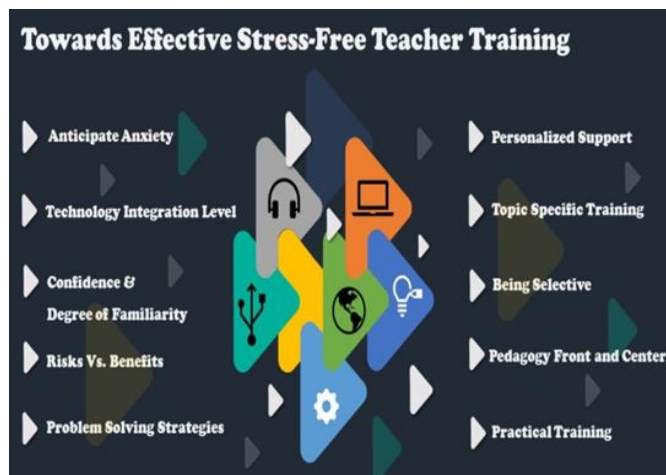 Towards Effective Stress-Free Teacher Training
Anticipate Anxiety
Technology Integration Level
Confidence &
Degree of Familiarity
Risks Vs. Benefits
Problem Solving Strategies
Personalized Support
Topic Specific Training
Being Selective
Pedagogy Front and Center
Practical Training